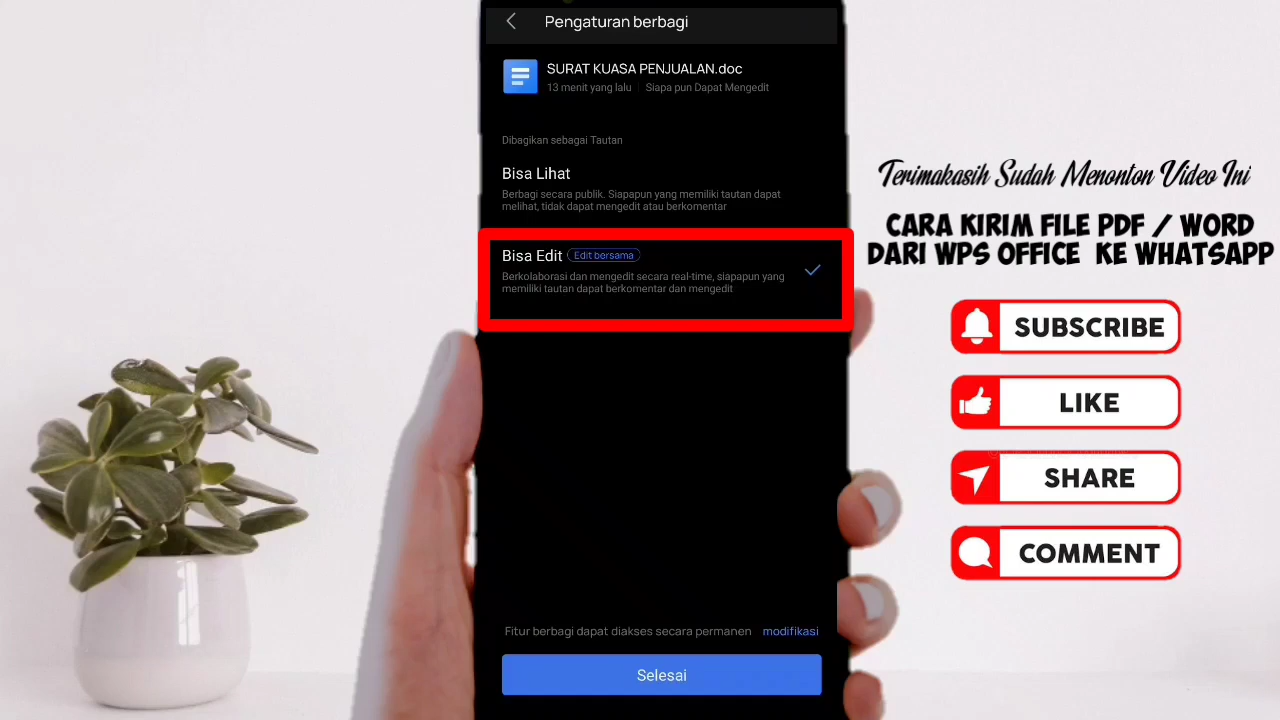 Pengaturan berbagi
SURAT KUASA PENJUALAN.doc
13 menit yang lalu | Siapa pun Dapat Mengedit
Dibagikan sebagai Tautan
Bisa Lihat
Berbagi secara publik. Siapapun yang memiliki tautan dapat
melihat, tidak dapat mengedit atau berkomentar
Bisa Edit Edit bersama
Berkolaborasi dan mengedit secara real-time, siapapun yang
memiliki tautan dapat berkomentar dan mengedit
Fitur berbagi dapat diakses secara permanen modifikasi
Selesai
Terimakasih Sudah Menonton Video Ini
CARA KIRIM FILE PDF / WORD
DARI WPS OFFICE KE WHATSAPP
SUBSCRIBE
LIKE
SHARE
COMMENT